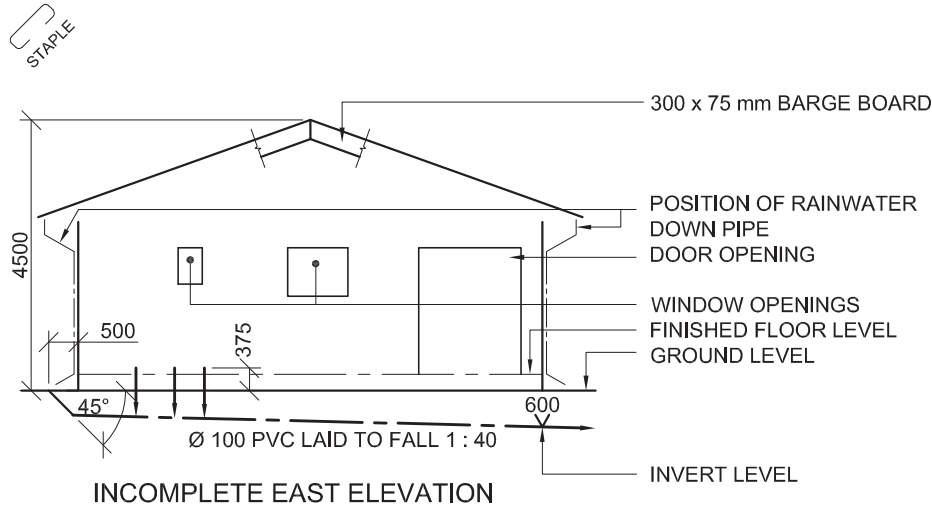 STAPLE
300 x 75 mm BARGE BOARD
POSITION OF RAINWATER
DOWN PIPE
DOOR OPENING
4500
WINDOW OPENINGS
500
375
FINISHED FLOOR LEVEL
GROUND LEVEL
45°
600
Ø 100 PVC LAID TO FALL 1 : 40
INVERT LEVEL
INCOMPLETE EAST ELEVATION